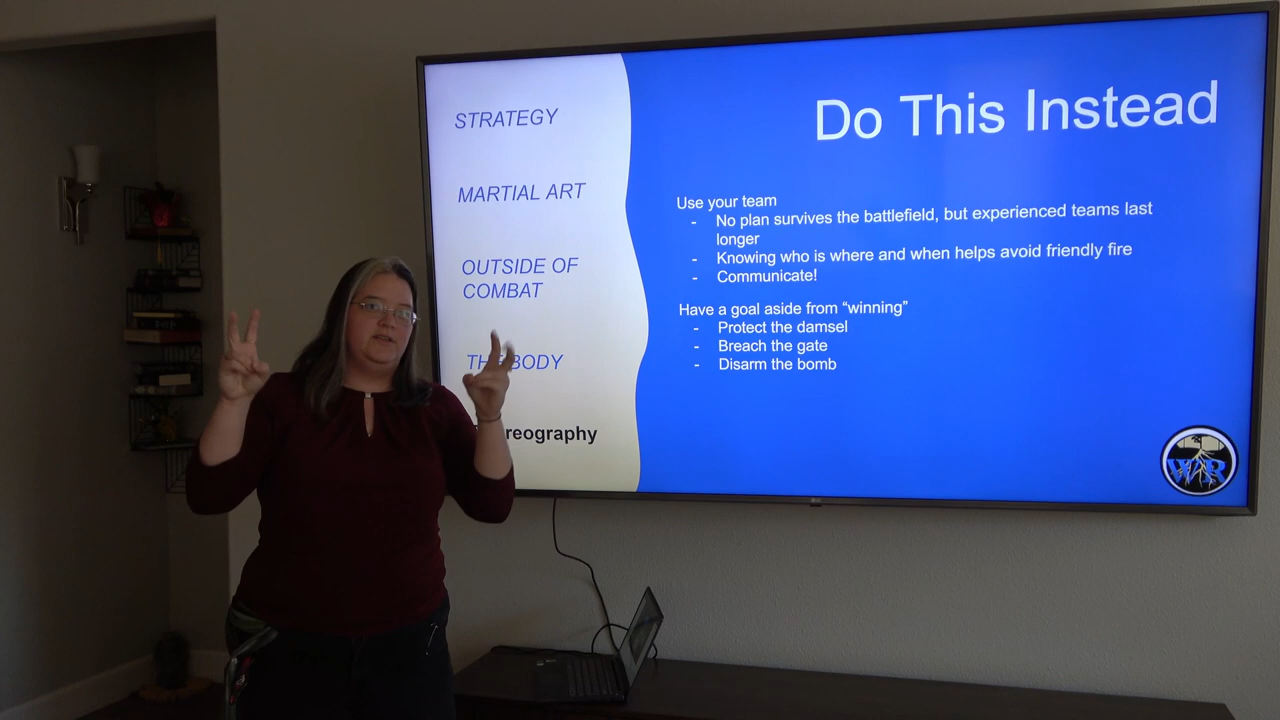 STRATEGY
MARTIAL ART
OUTSIDE OF
COMBAT
THE BODY
reography
Do This Instead
Use your team
- No plan survives the battlefield, but experienced teams last
longer
- Knowing who is where and when helps avoid friendly fire
- Communicate!
Have a goal aside from “winning”
- Protect the damsel
- Breach the gate
- Disarm the bomb
WR